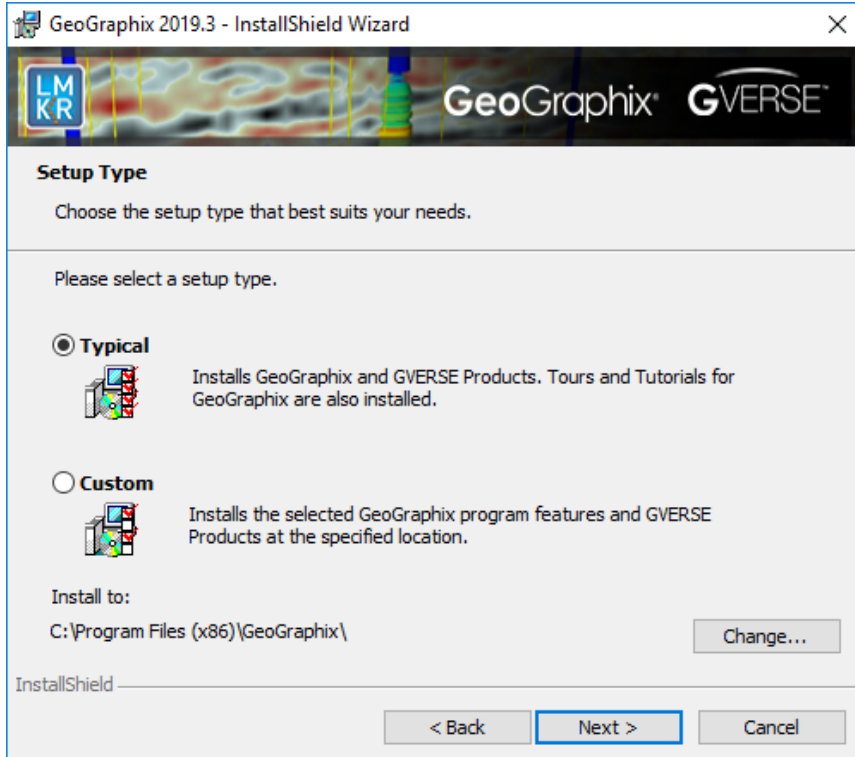 GeoGraphix 2019.3 - InstallShield Wizard
LM
KR
GeoGraphix® GVERSE™
Setup Type
Choose the setup type that best suits your needs.
Please select a setup type.
Typical
Installs GeoGraphix and GVERSE Products. Tours and Tutorials for
GeoGraphix are also installed.
Custom
Installs the selected GeoGraphix program features and GVERSE
Products at the specified location.
Install to:
C:\Program Files (x86)\GeoGraphix\
Change...
InstallShield
< Back
Next >
Cancel